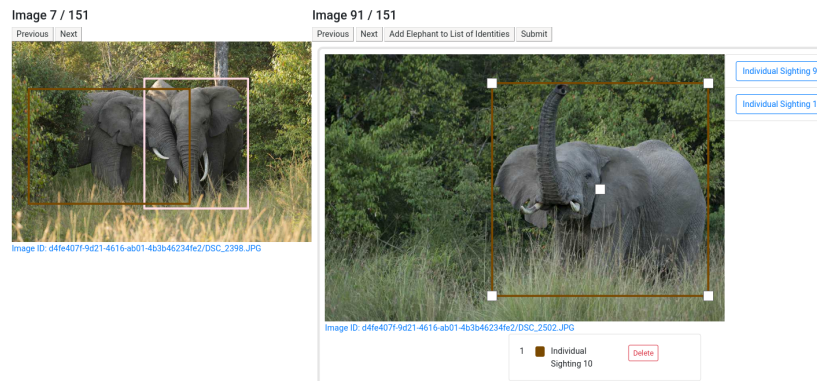 Image 7 / 151
Previous Next
Image ID: d4fe407f-9d21-4616-ab01-4b3b46234fe2/DSC_2398.JPG
Image 91 / 151
Previous Next Add Elephant to List of Identities Submit
Individual Sighting 9
Individual Sighting 1
Image ID: d4fe407f-9d21-4616-ab01-4b3b46234fe2/DSC_2502.JPG
1 Individual Delete
Sighting 10